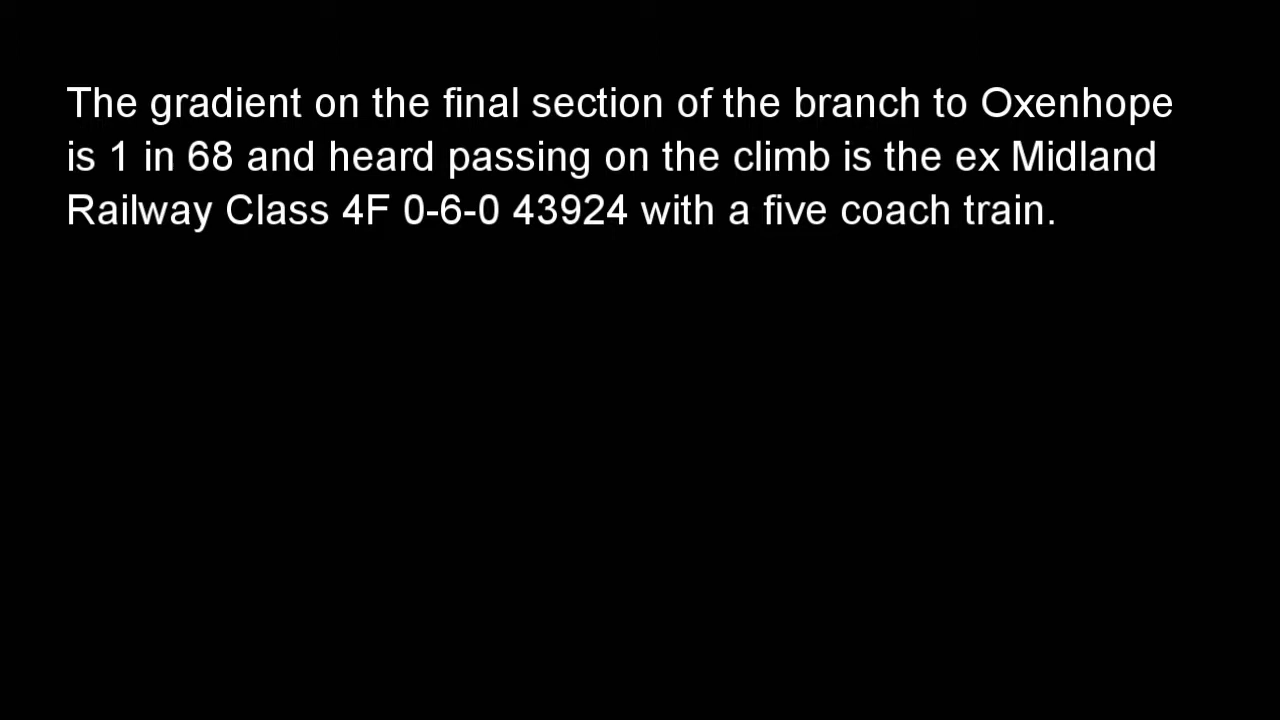 The gradient on the final section of the branch to Oxenhope
is 1 in 68 and heard passing on the climb is the ex Midland
Railway Class 4F 0-6-0 43924 with a five coach train.